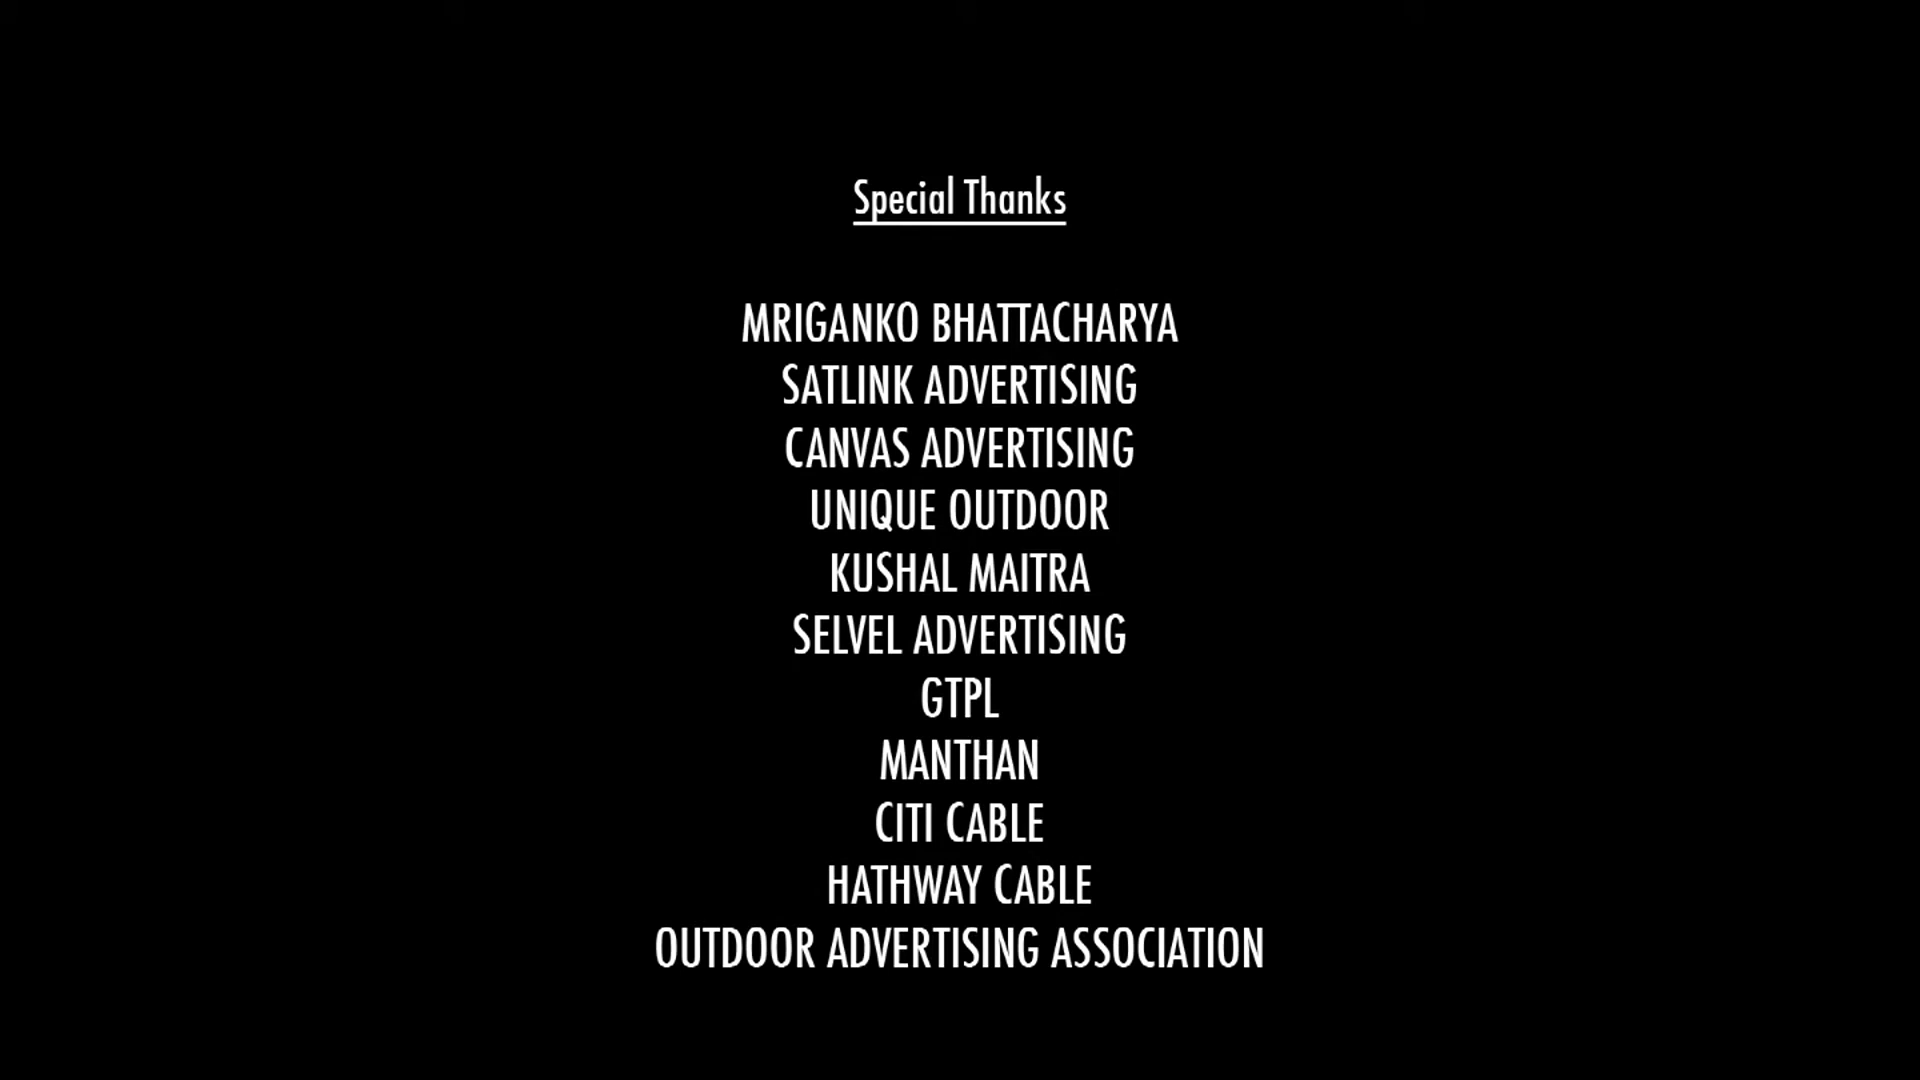 Special Thanks
MRIGANKO BHATTACHARYA
SATLINK ADVERTISING
CANVAS ADVERTISING
UNIQUE OUTDOOR
KUSHAL MAITRA
SELVEL ADVERTISING
GTPL
MANTHAN
CITI CABLE
HATHWAY CABLE
OUTDOOR ADVERTISING ASSOCIATION